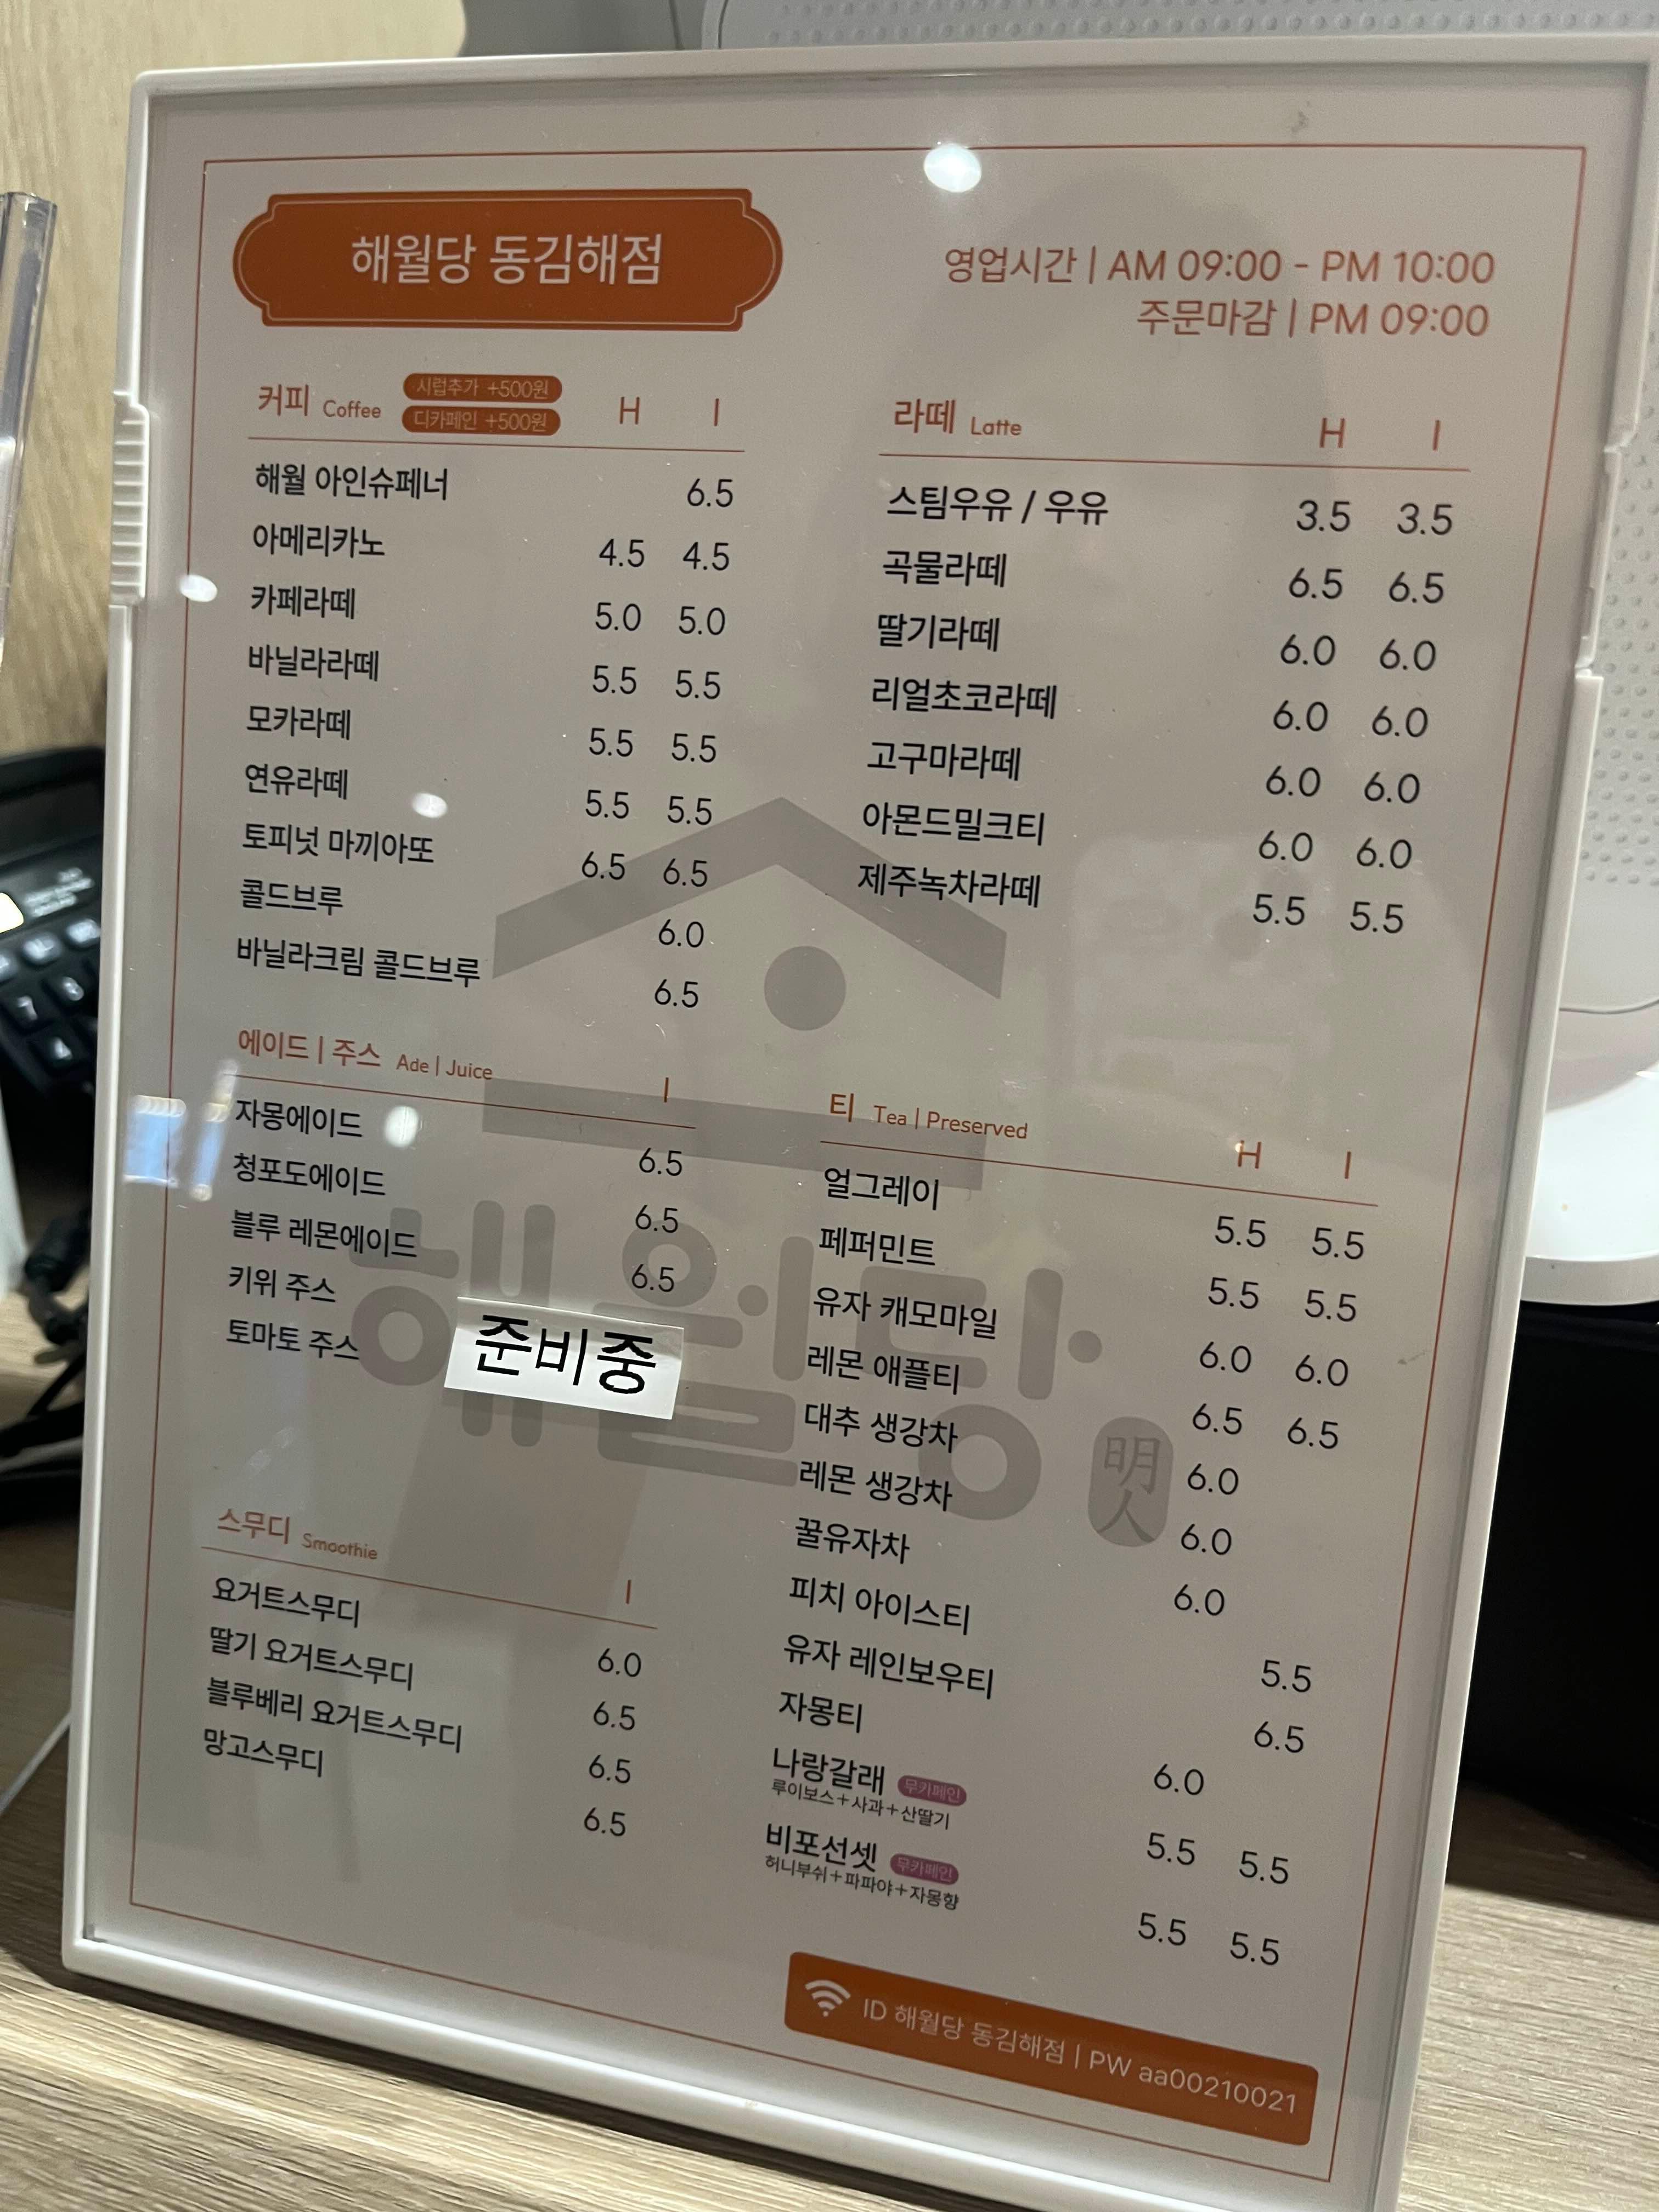 해월당 동김해점
영업시간 | AM 09:00 - PM 10:00
주문마감 | PM 09:00
커피 Coffee 시럽추가 +500원 디카페인 +500원 H I
해월 아인슈페너 6.5
아메리카노 4.5 4.5
카페라떼 5.0 5.0
바닐라라떼 5.5 5.5
모카라떼 5.5 5.5
연유라떼 5.5 5.5
토피넛 마끼아또 6.5 6.5
콜드브루 6.0
바닐라크림 콜드브루 6.5
에이드 | 주스 Ade | Juice I
자몽에이드 6.5
청포도에이드 6.5
블루 레몬에이드 6.5
키위 주스
토마토 주스
준비중
스무디 Smoothie I
요거트스무디 6.0
딸기 요거트스무디 6.5
블루베리 요거트스무디 6.5
망고스무디 6.5
라떼 Latte H I
스팀우유 / 우유 3.5 3.5
곡물라떼 6.5 6.5
딸기라떼 6.0 6.0
리얼초코라떼 6.0 6.0
고구마라떼 6.0 6.0
아몬드밀크티 6.0 6.0
제주녹차라떼 5.5 5.5
티 Tea | Preserved H I
얼그레이 5.5 5.5
페퍼민트 5.5 5.5
유자 캐모마일 6.0 6.0
레몬 애플티 6.5 6.5
대추 생강차 6.0
레몬 생강차 6.0
꿀유자차 6.0
피치 아이스티 5.5
유자 레인보우티 6.5
자몽티 6.0
나랑갈래 무카페인 5.5 5.5
루이보스+사과+산딸기
비포선셋 무카페인 5.5 5.5
허니부쉬+파파야+자몽향
해월당
明人
ID 해월당 동김해점 | PW aa00210021